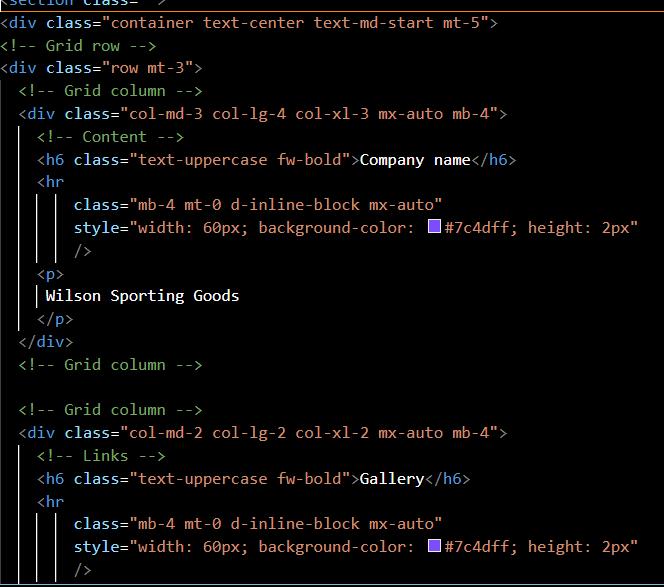 <section class="">
<div class="container text-center text-md-start mt-5">
<!-- Grid row -->
<div class="row mt-3">
<!-- Grid column -->
<div class="col-md-3 col-lg-4 col-xl-3 mx-auto mb-4">
<!-- Content -->
<h6 class="text-uppercase fw-bold">Company name</h6>
<hr
class="mb-4 mt-0 d-inline-block mx-auto"
style="width: 60px; background-color: #7c4dff; height: 2px"
/>
<p>
Wilson Sporting Goods
</p>
</div>
<!-- Grid column -->
<!-- Grid column -->
<div class="col-md-2 col-lg-2 col-xl-2 mx-auto mb-4">
<!-- Links -->
<h6 class="text-uppercase fw-bold">Gallery</h6>
<hr
class="mb-4 mt-0 d-inline-block mx-auto"
style="width: 60px; background-color: #7c4dff; height: 2px"
/>